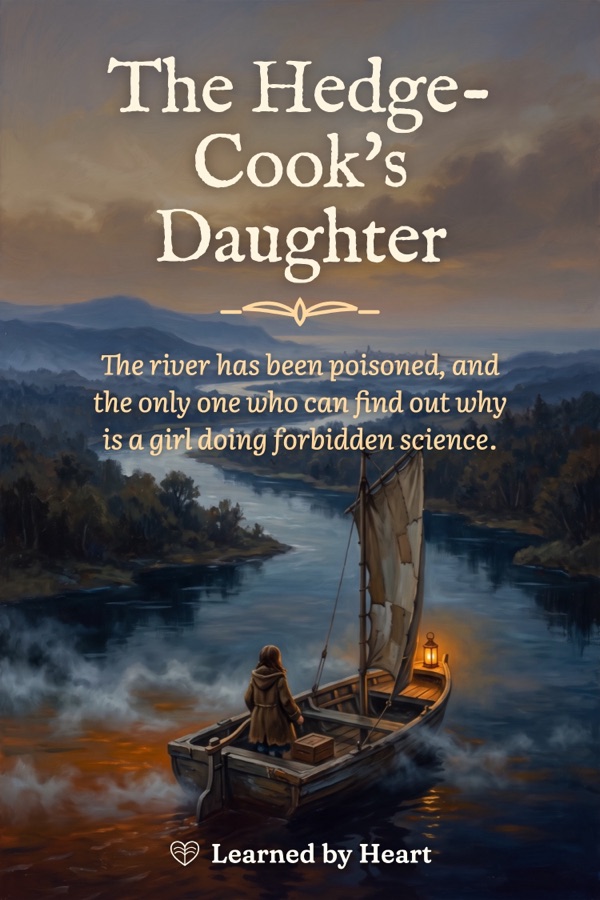 The Hedge-
Cook’s
Daughter
The river has been poisoned, and
the only one who can find out why
is a girl doing forbidden science.
Learned by Heart